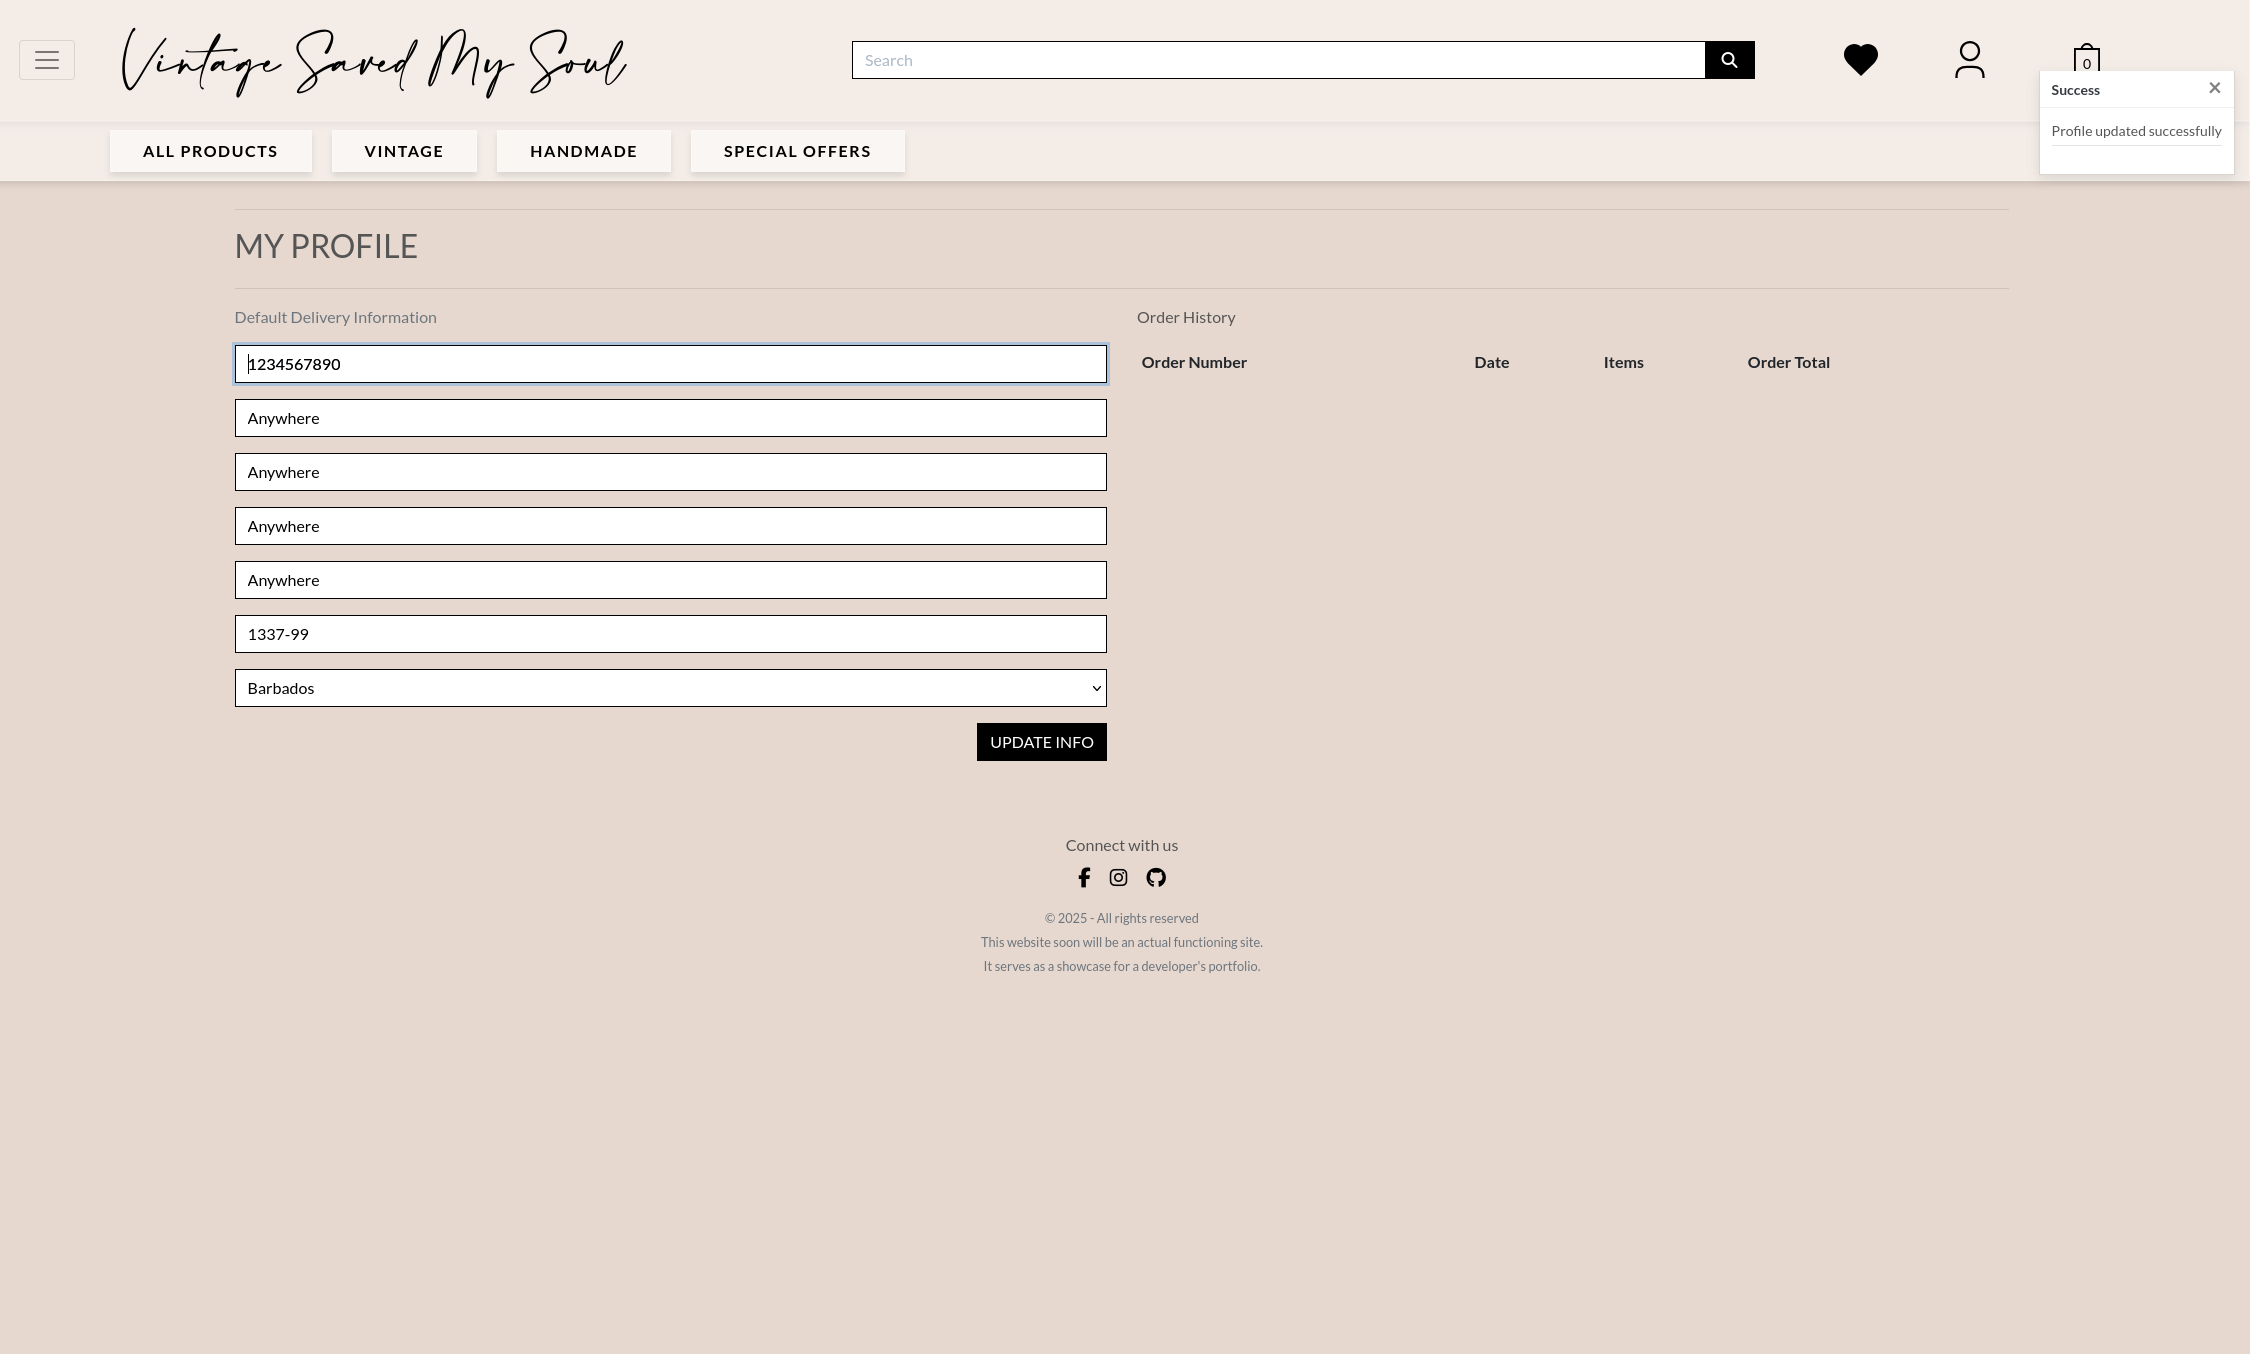 Vintage Saved My Soul
Search
0
Success
×
Profile updated successfully
ALL PRODUCTS
VINTAGE
HANDMADE
SPECIAL OFFERS
MY PROFILE
Default Delivery Information
1234567890
Anywhere
Anywhere
Anywhere
Anywhere
1337-99
Barbados
UPDATE INFO
Order History
Order Number Date Items Order Total
Connect with us
© 2025 - All rights reserved
This website soon will be an actual functioning site.
It serves as a showcase for a developer's portfolio.